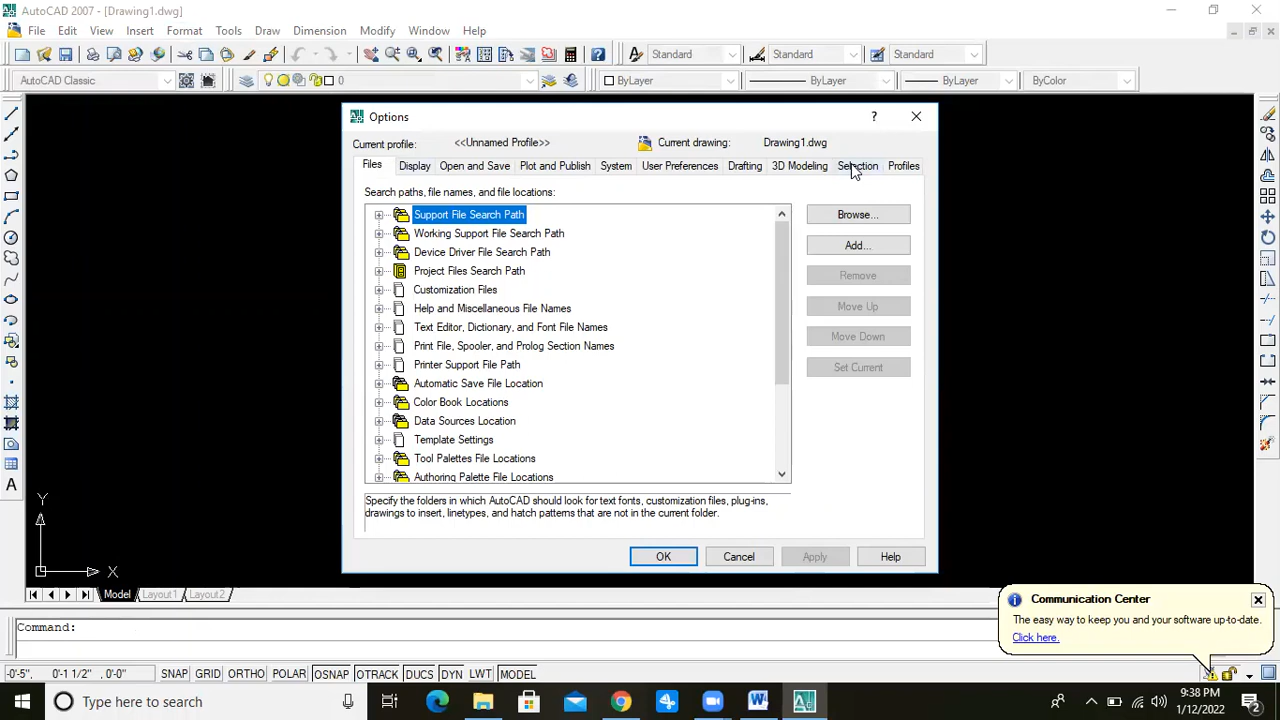 AutoCAD 2007 - [Drawing1.dwg]
File Edit View Insert Format Tools Draw Dimension Modify Window Help
Standard Standard Standard
AutoCAD Classic 0 ByLayer ByLayer ByLayer ByColor
Options
Current profile: <<Unnamed Profile>> Current drawing: Drawing1.dwg
Files Display Open and Save Plot and Publish System User Preferences Drafting 3D Modeling Selection Profiles
Search paths, file names, and file locations:
Support File Search Path
Working Support File Search Path
Device Driver File Search Path
Project Files Search Path
Customization Files
Help and Miscellaneous File Names
Text Editor, Dictionary, and Font File Names
Print File, Spooler, and Prolog Section Names
Printer Support File Path
Automatic Save File Location
Color Book Locations
Data Sources Location
Template Settings
Tool Palettes File Locations
Authoring Palette File Locations
Browse...
Add...
Remove
Move Up
Move Down
Set Current
Specify the folders in which AutoCAD should look for text fonts, customization files, plug-ins,
drawings to insert, linetypes, and hatch patterns that are not in the current folder.
OK Cancel Apply Help
Y
X
Model Layout1 Layout2
Communication Center
The easy way to keep you and your software up-to-date.
Click here.
Command:
-0'-5", 0'-1 1/2", 0'-0" SNAP GRID ORTHO POLAR OSNAP OTRACK DUCS DYN LWT MODEL
Type here to search
9:38 PM
1/12/2022
2